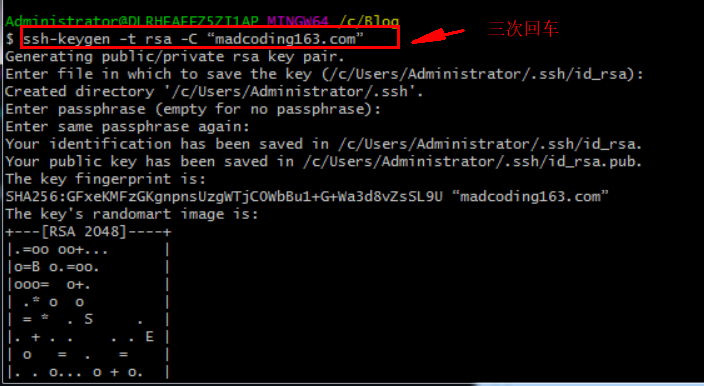 Administrator@DLRHEAEEZ5ZI1AP MINGW64 /c/Blog
$ ssh-keygen -t rsa -C “madcoding163.com”
三次回车
Generating public/private rsa key pair.
Enter file in which to save the key (/c/Users/Administrator/.ssh/id_rsa):
Created directory '/c/Users/Administrator/.ssh'.
Enter passphrase (empty for no passphrase):
Enter same passphrase again:
Your identification has been saved in /c/Users/Administrator/.ssh/id_rsa.
Your public key has been saved in /c/Users/Administrator/.ssh/id_rsa.pub.
The key fingerprint is:
SHA256:GFxeKMFzGKgnpnsUzgWTjCOWbBu1+G+Wa3d8vZsSL9U “madcoding163.com”
The key's randomart image is:
+---[RSA 2048]----+
|.=oo oo+...      |
|o=B o.=oo.       |
|ooo=  o+.        |
| .* o  o         |
| = *  . S     .  |
|. + . .    . . E |
| o   =  .   =    |
|. . o... o + o.  |